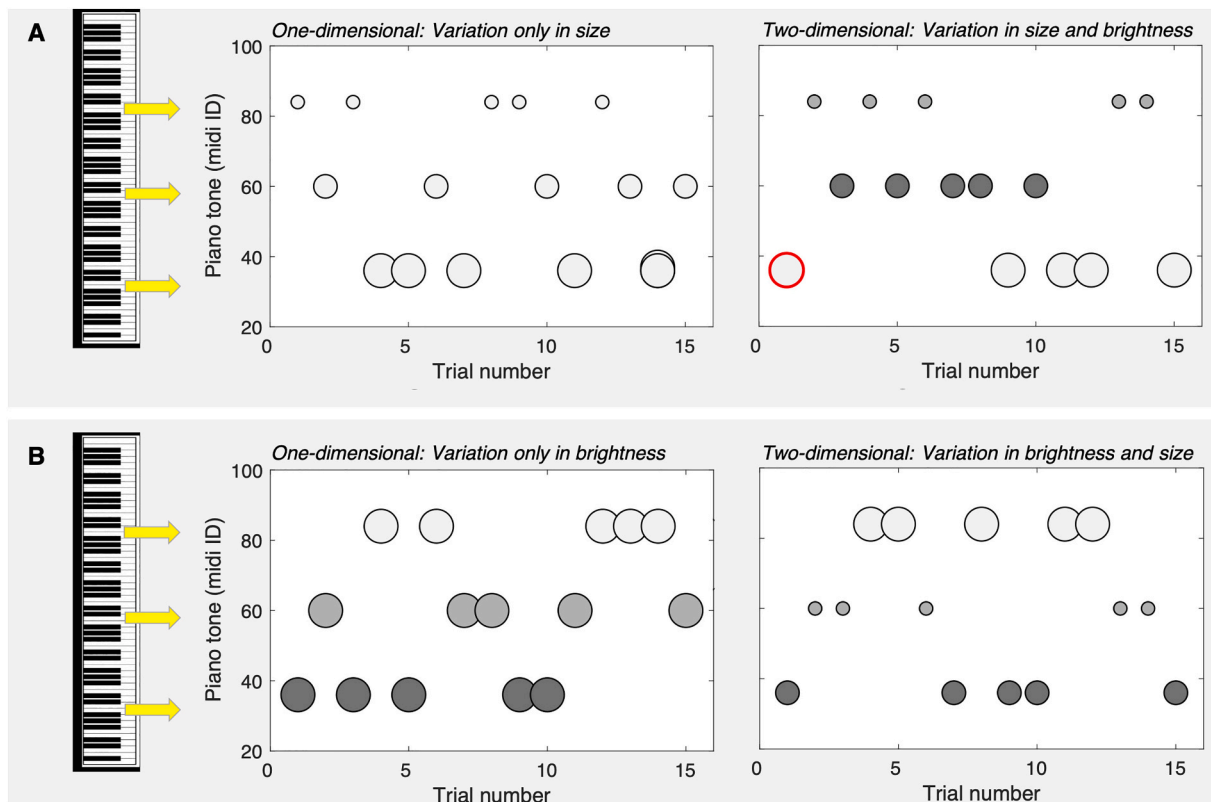 A
One-dimensional: Variation only in size
Two-dimensional: Variation in size and brightness
Piano tone (midi ID)
100
80
60
40
20
0 5 10 15
0 5 10 15
Trial number
Trial number
B
One-dimensional: Variation only in brightness
Two-dimensional: Variation in brightness and size
Piano tone (midi ID)
100
80
60
40
20
0 5 10 15
0 5 10 15
Trial number
Trial number